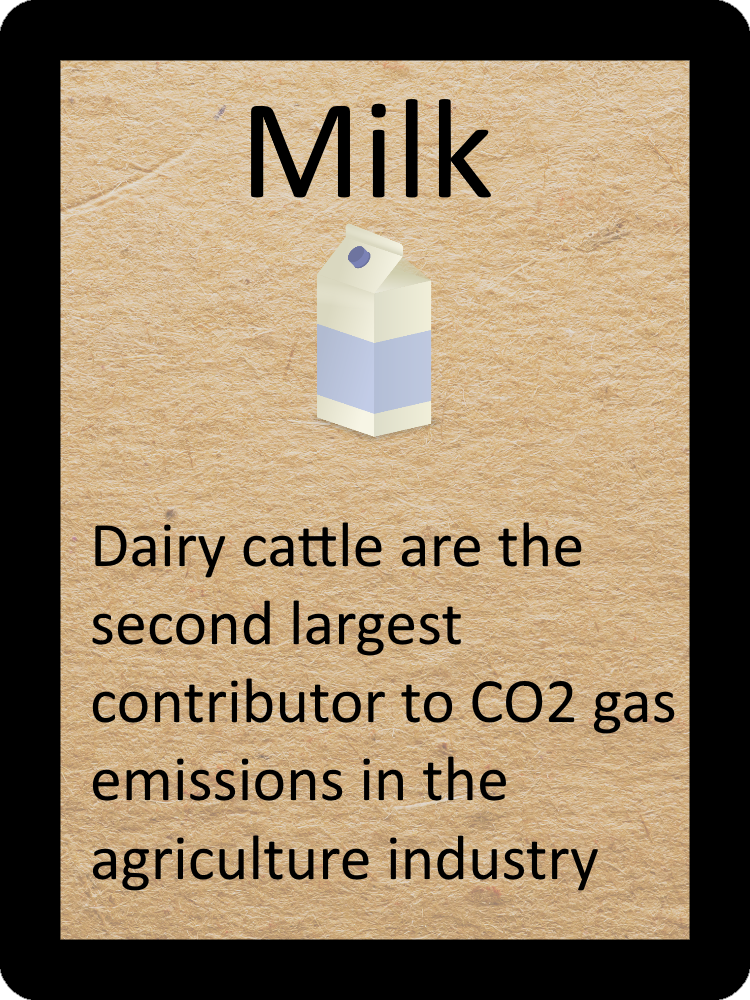 Milk
Dairy cattle are the
second largest
contributor to CO2 gas
emissions in the
agriculture industry